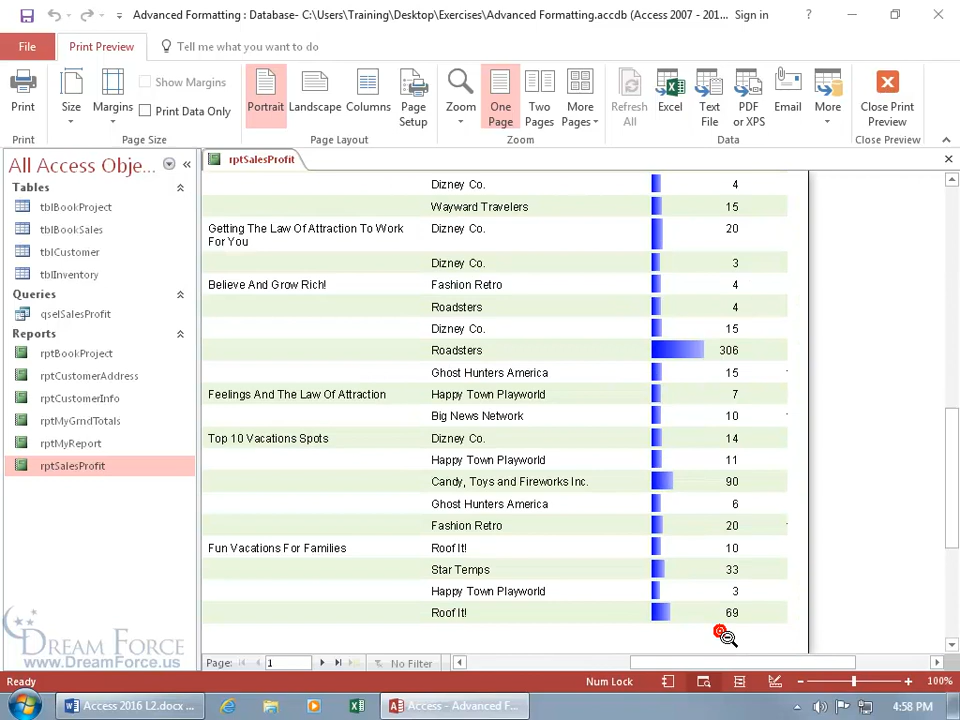 Advanced Formatting : Database- C:\Users\Training\Desktop\Exercises\Advanced Formatting.accdb (Access 2007 - 201... Sign in ?
File Print Preview Tell me what you want to do
Print Size Margins Show Margins Print Data Only Portrait Landscape Columns Page Setup Zoom One Page Two Pages More Pages Refresh All Excel Text File PDF or XPS Email More Close Print Preview
Print Page Size Page Layout Zoom Data Close Preview
All Access Obje...
Tables
tblBookProject
tblBookSales
tblCustomer
tblInventory
Queries
qselSalesProfit
Reports
rptBookProject
rptCustomerAddress
rptCustomerInfo
rptMyGrndTotals
rptMyReport
rptSalesProfit
rptSalesProfit
Dizney Co. 4
Wayward Travelers 15
Getting The Law Of Attraction To Work Dizney Co. 20
For You
Dizney Co. 3
Believe And Grow Rich! Fashion Retro 4
Roadsters 4
Dizney Co. 15
Roadsters 306
Ghost Hunters America 15
Feelings And The Law Of Attraction Happy Town Playworld 7
Big News Network 10
Top 10 Vacations Spots Dizney Co. 14
Happy Town Playworld 11
Candy, Toys and Fireworks Inc. 90
Ghost Hunters America 6
Fashion Retro 20
Fun Vacations For Families Roof It! 10
Star Temps 33
Happy Town Playworld 3
Roof It! 69
DREAM FORCE
www.DreamForce.us
Page: 1 No Filter
Ready Num Lock 100%
Access 2016 L2.docx ... Access - Advanced F... 4:58 PM